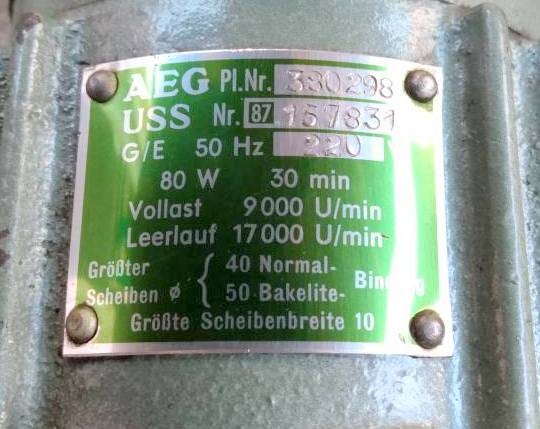 AEG Pl.Nr. 330298
USS Nr. 87 157831
G/E 50 Hz 220 V
80 W 30 min
Vollast 9000 U/min
Leerlauf 17000 U/min
Größter Scheiben ø { 40 Normal- 50-Bakelite- Bindung
Größte Scheibenbreite 10